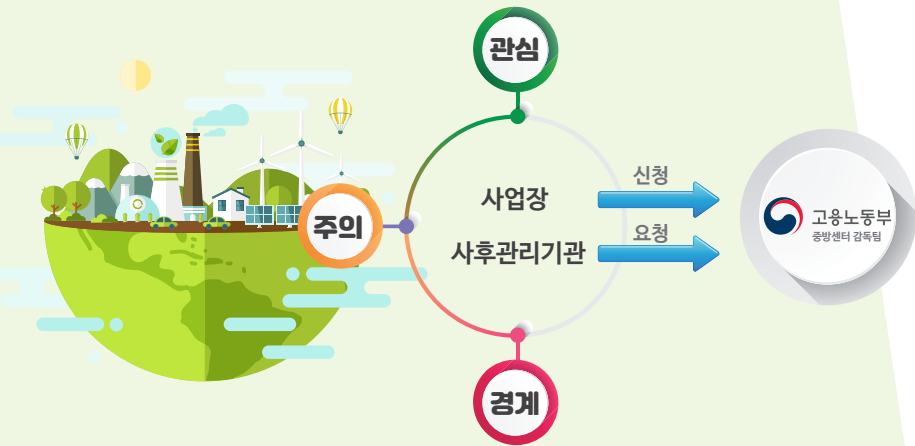 관심
주의
사업장
사후관리기관
신청
요청
고용노동부
중방센터 감독팀
경계